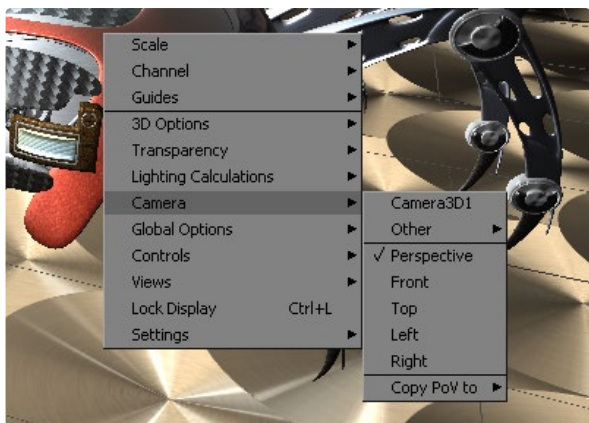 Scale
Channel
Guides
3D Options
Transparency
Lighting Calculations
Camera
Global Options
Controls
Views
Lock Display Ctrl+L
Settings
Camera3D1
Other
✓ Perspective
Front
Top
Left
Right
Copy PoV to